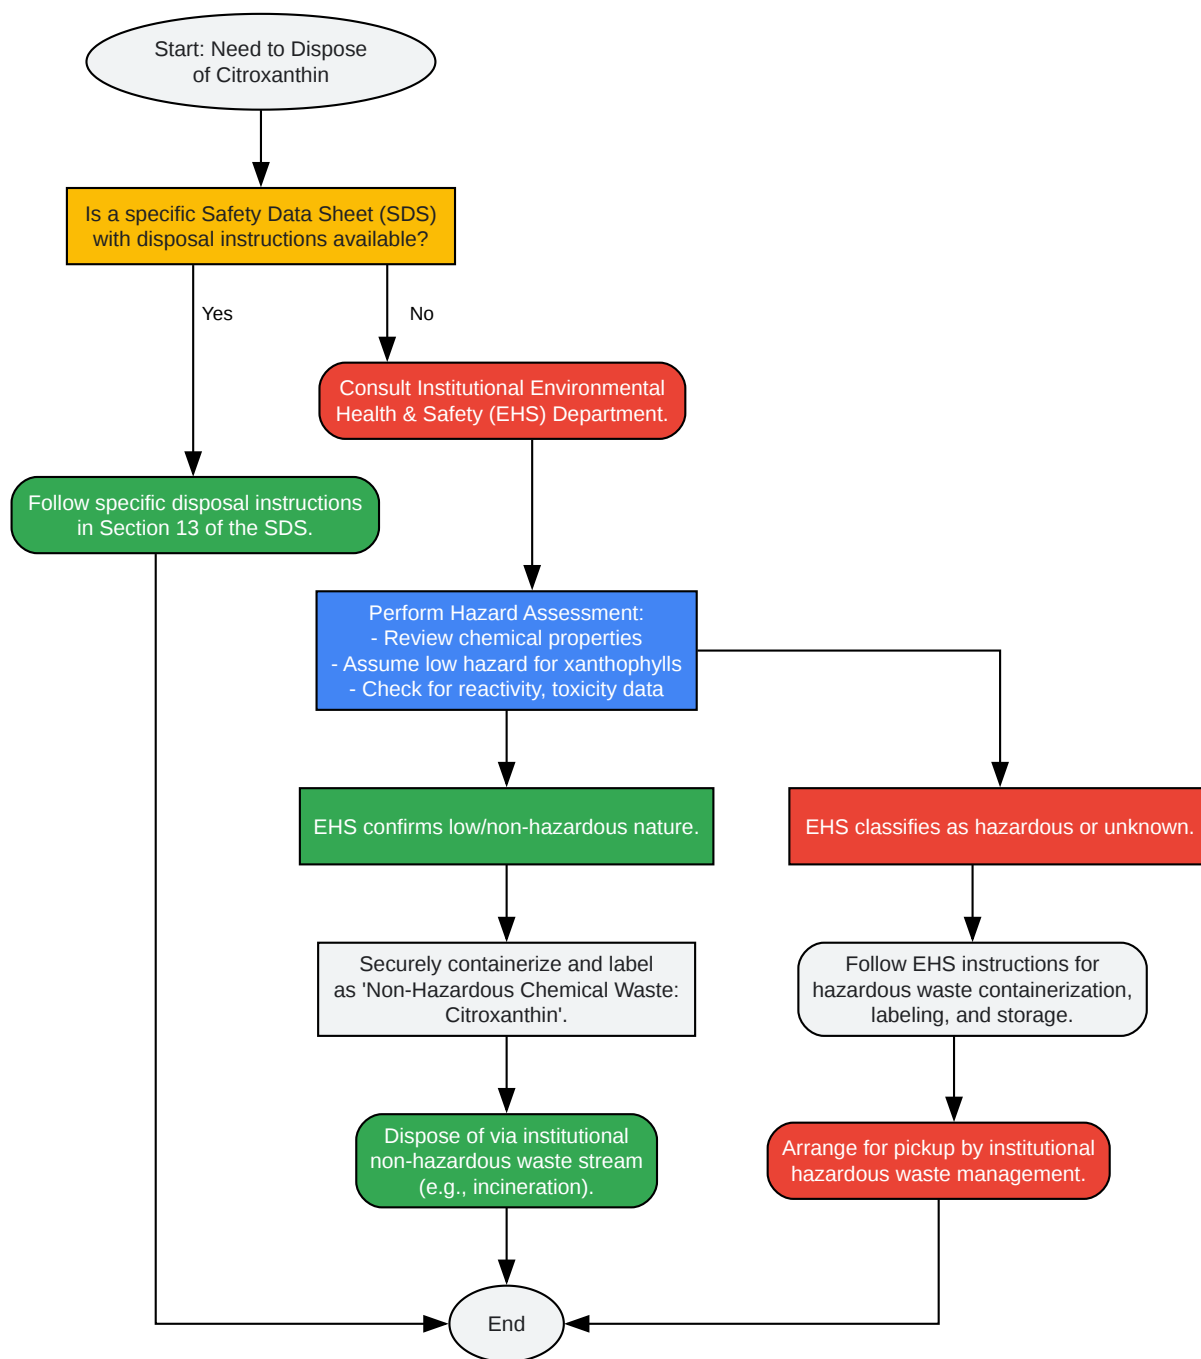 Start: Need to Dispose
of Citroxanthin
Is a specific Safety Data Sheet (SDS)
with disposal instructions available?
Yes
No
Consult Institutional Environmental
Health & Safety (EHS) Department.
Follow specific disposal instructions
in Section 13 of the SDS.
Perform Hazard Assessment:
- Review chemical properties
- Assume low hazard for xanthophylls
- Check for reactivity, toxicity data
EHS confirms low/non-hazardous nature.
EHS classifies as hazardous or unknown.
Securely containerize and label
as 'Non-Hazardous Chemical Waste:
Citroxanthin'.
Follow EHS instructions for
hazardous waste containerization,
labeling, and storage.
Dispose of via institutional
non-hazardous waste stream
(e.g., incineration).
Arrange for pickup by institutional
hazardous waste management.
End